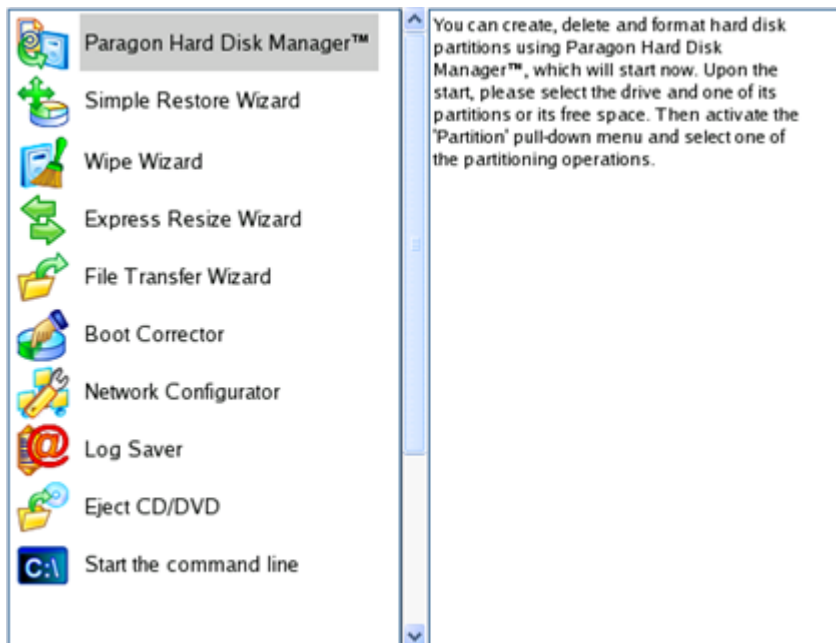 Paragon Hard Disk Manager™
Simple Restore Wizard
Wipe Wizard
Express Resize Wizard
File Transfer Wizard
Boot Corrector
Network Configurator
Log Saver
Eject CD/DVD
C:\
Start the command line
You can create, delete and format hard disk
partitions using Paragon Hard Disk
Manager™, which will start now. Upon the
start, please select the drive and one of its
partitions or its free space. Then activate the
'Partition' pull-down menu and select one of
the partitioning operations.